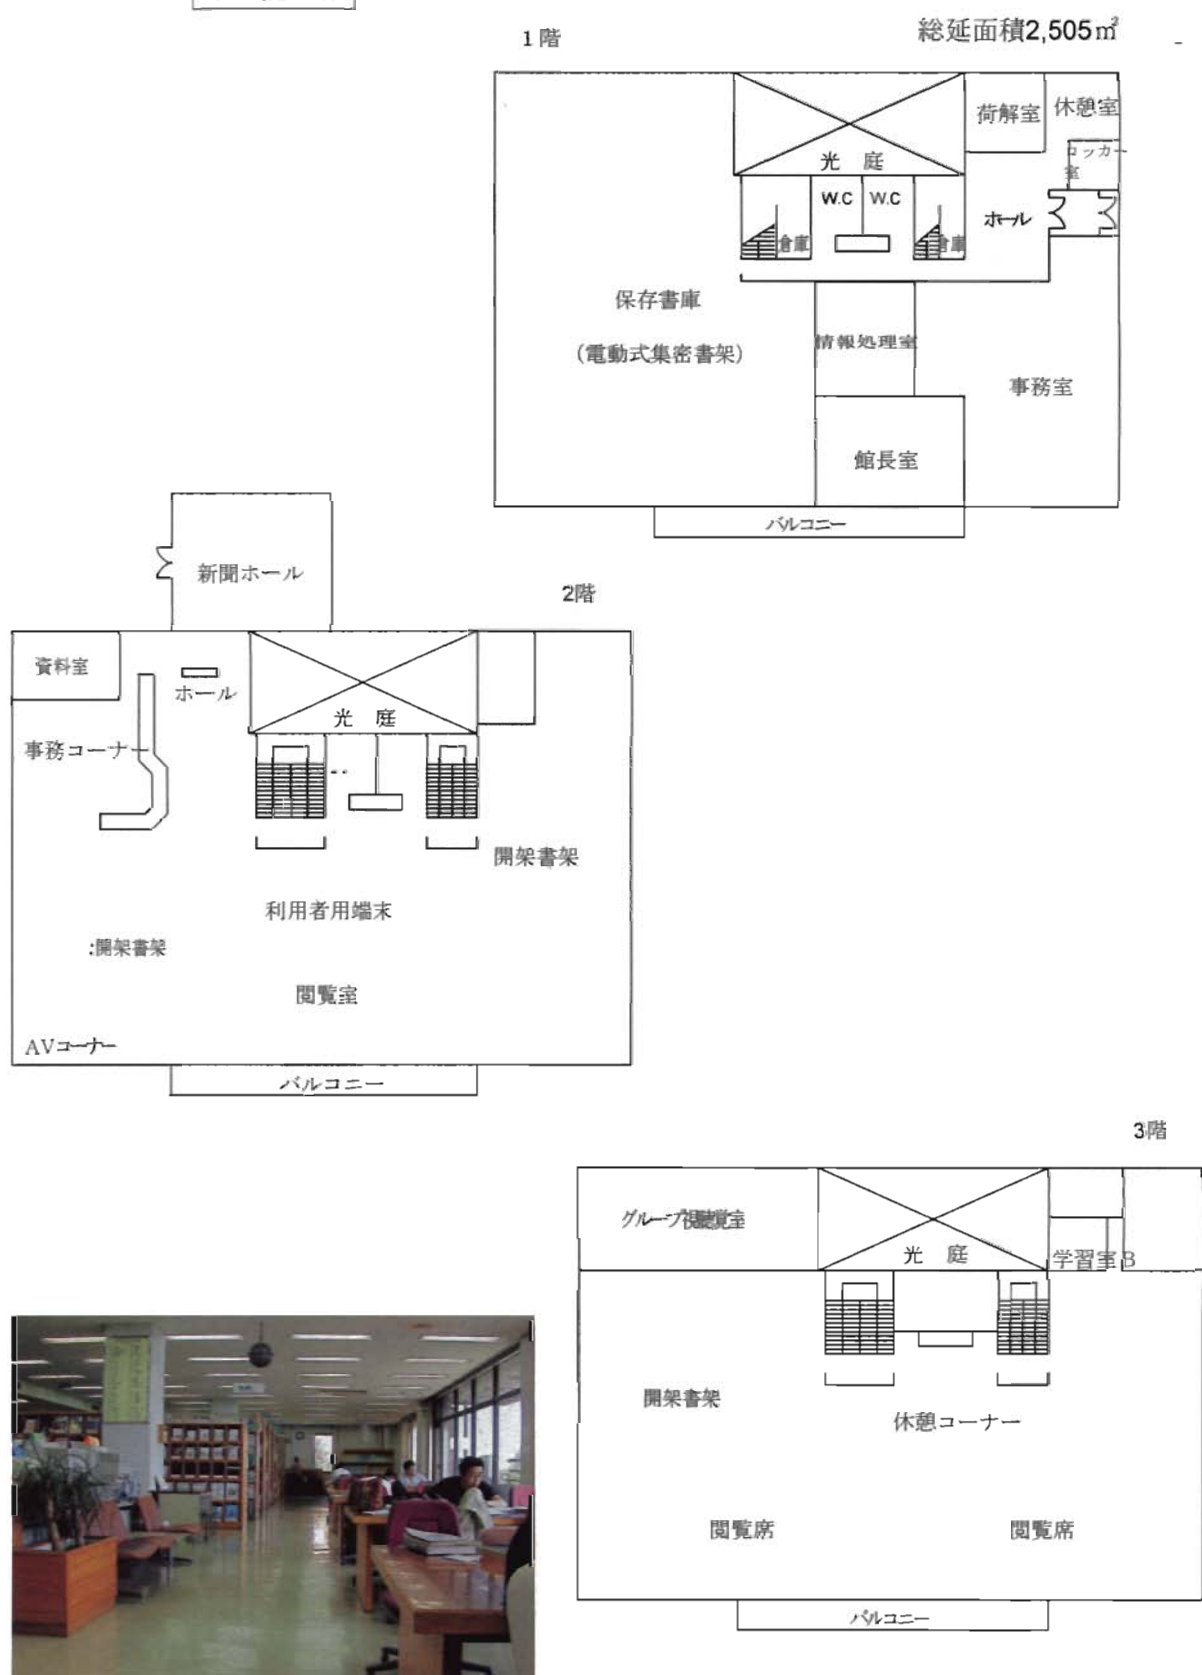 総延面積2,505㎡
1階
荷解室
休憩室
ロッカー
室
光 庭
W.C W.C
倉庫
倉庫
ホール
保存書庫
(電動式集密書架)
情報処理室
事務室
館長室
バルコニー
2階
新聞ホール
資料室
ホール
光 庭
事務コーナー
開架書架
利用者用端末
:開架書架
閲覧室
AVコーナー
バルコニー
3階
グループ視聴覚室
光 庭
学習室B
開架書架
休憩コーナー
閲覧席
閲覧席
バルコニー